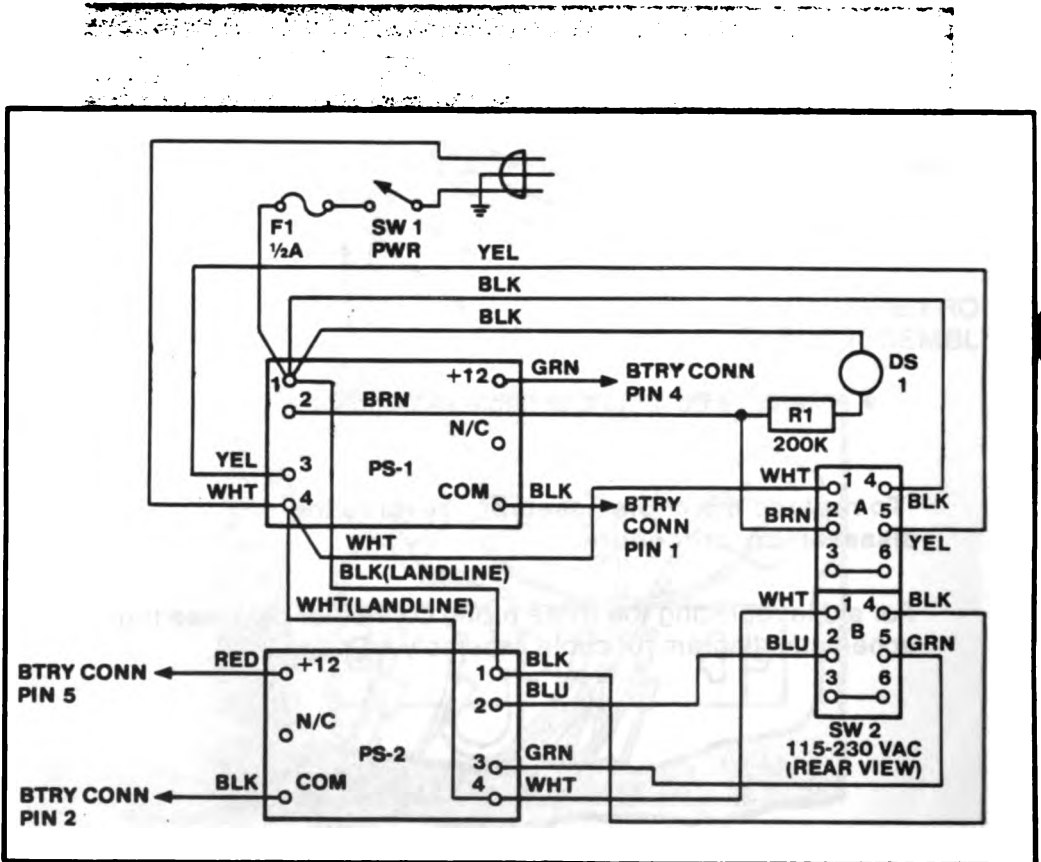 F1
½A
SW 1
PWR
YEL
BLK
BLK
DS
1
1
2
BRN
+12
GRN
BTRY CONN
PIN 4
R1
200K
N/C
YEL
3
PS-1
WHT
4
COM
BLK
BTRY
CONN
PIN 1
WHT
1
4
BLK
BRN
2
A
5
YEL
3
6
WHT
BLK(LANDLINE)
WHT(LANDLINE)
WHT
1
4
BLK
BLU
2
B
5
GRN
3
6
SW 2
115-230 VAC
(REAR VIEW)
BTRY CONN
PIN 5
RED
+12
1
BLK
2
BLU
N/C
PS-2
3
GRN
BTRY CONN
PIN 2
BLK
COM
4
WHT